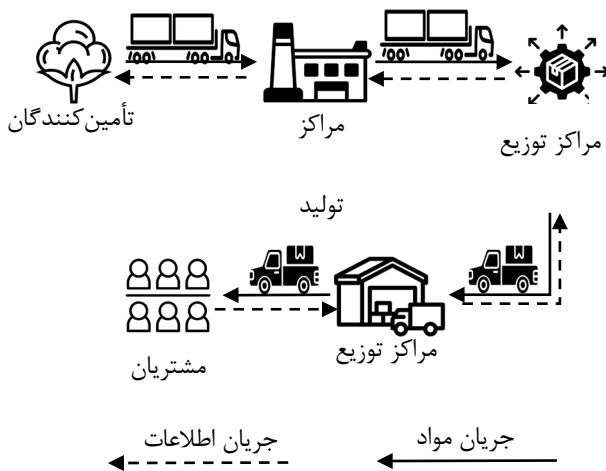 تأمین‌کنندگان
مراکز
مراکز توزیع
تولید
مراکز توزیع
مشتریان
جریان مواد
جریان اطلاعات